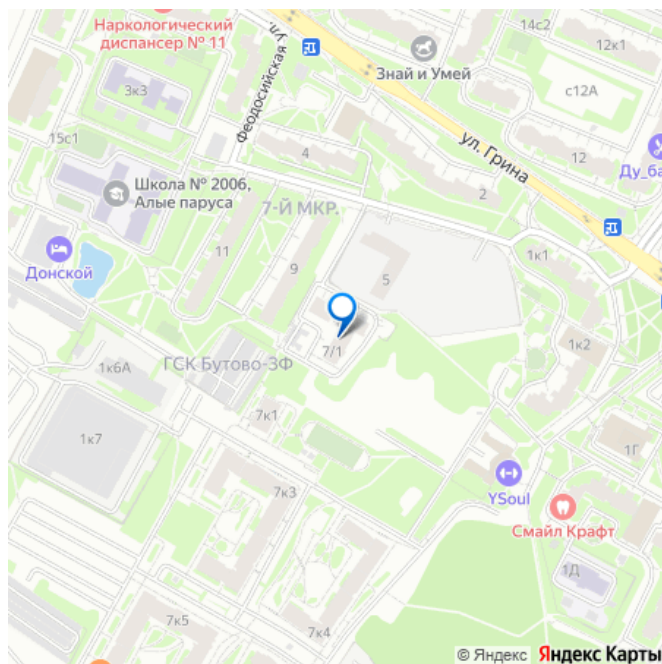 Наркологический
диспансер № 11
14с2
12к1
Знай и Умей
3к3
Феодосийская ул.
с12А
15с1
4
ул. Грина
12
Ду_ба
Школа № 2006,
Алые паруса
2
7-Й МКР.
Донской
11
9
5
1к1
7/1
1к2
ГСК Бутово-3Ф
1к6А
7к1
1к7
1Г
YSoul
7к3
Смайл Крафт
1Д
7к5
7к4
© Яндекс Яндекс Карты